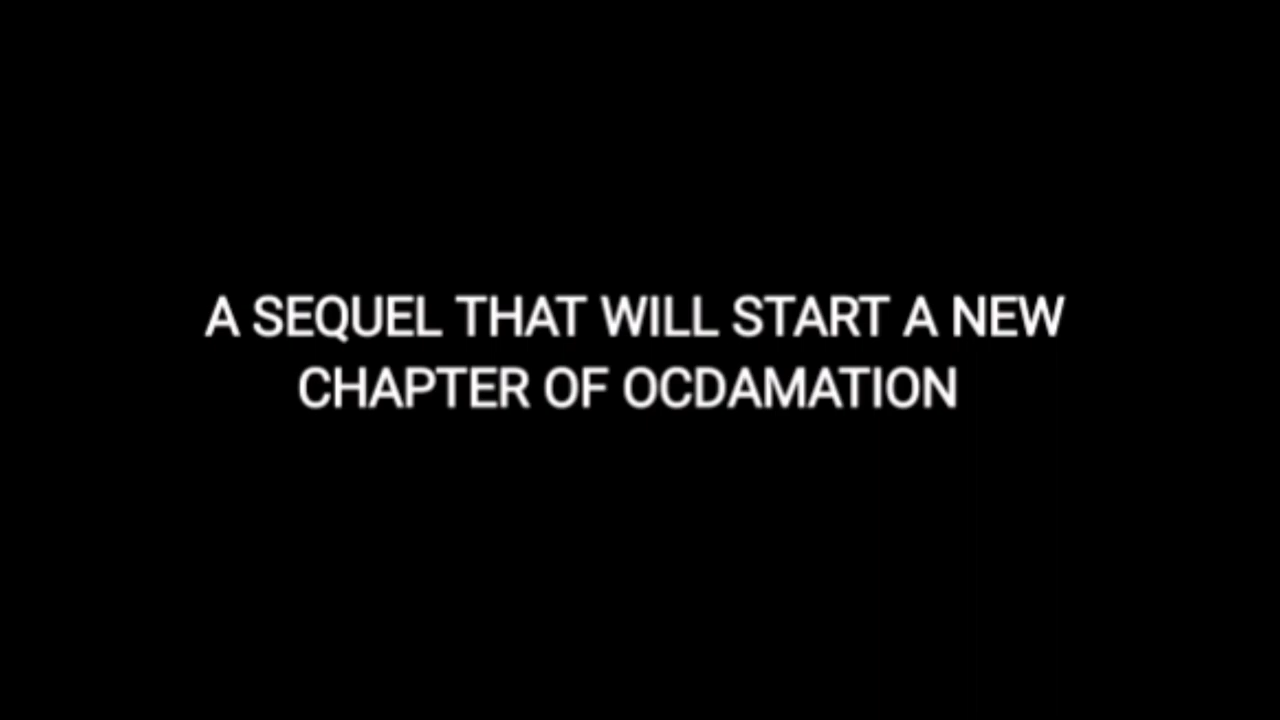 A SEQUEL THAT WILL START A NEW
CHAPTER OF OCDAMATION